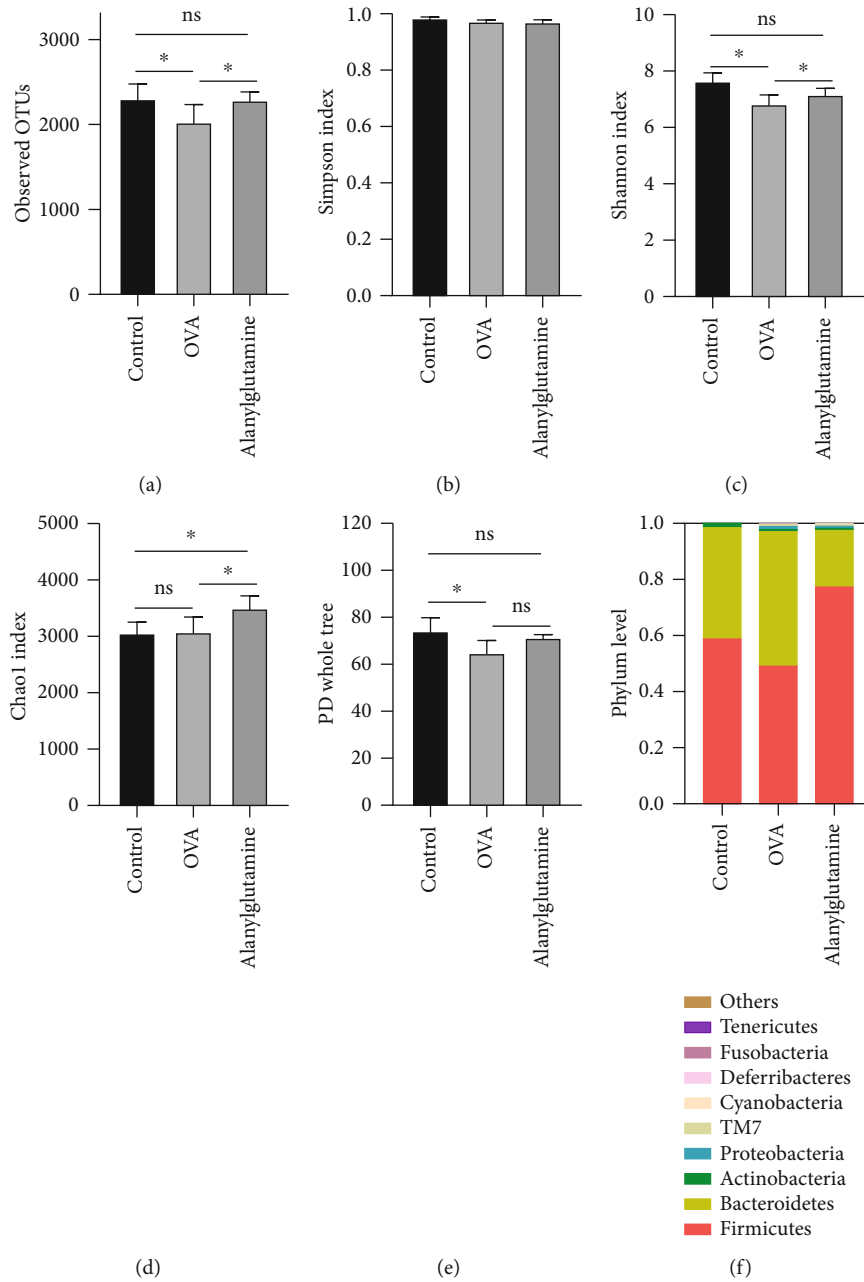 ns
*
*
3000
2000
1000
0
Observed OTUs
Control
OVA
Alanylglutamine
(a)
1.0
0.8
0.6
0.4
0.2
0.0
Simpson index
Control
OVA
Alanylglutamine
(b)
ns
*
*
10
8
6
4
2
0
Shannon index
Control
OVA
Alanylglutamine
(c)
*
ns
*
5000
4000
3000
2000
1000
0
Chao1 index
Control
OVA
Alanylglutamine
(d)
ns
*
ns
120
100
80
60
40
20
0
PD whole tree
Control
OVA
Alanylglutamine
(e)
1.0
0.8
0.6
0.4
0.2
0.0
Phylum level
Control
OVA
Alanylglutamine
Others
Tenericutes
Fusobacteria
Deferribacteres
Cyanobacteria
TM7
Proteobacteria
Actinobacteria
Bacteroidetes
Firmicutes
(f)